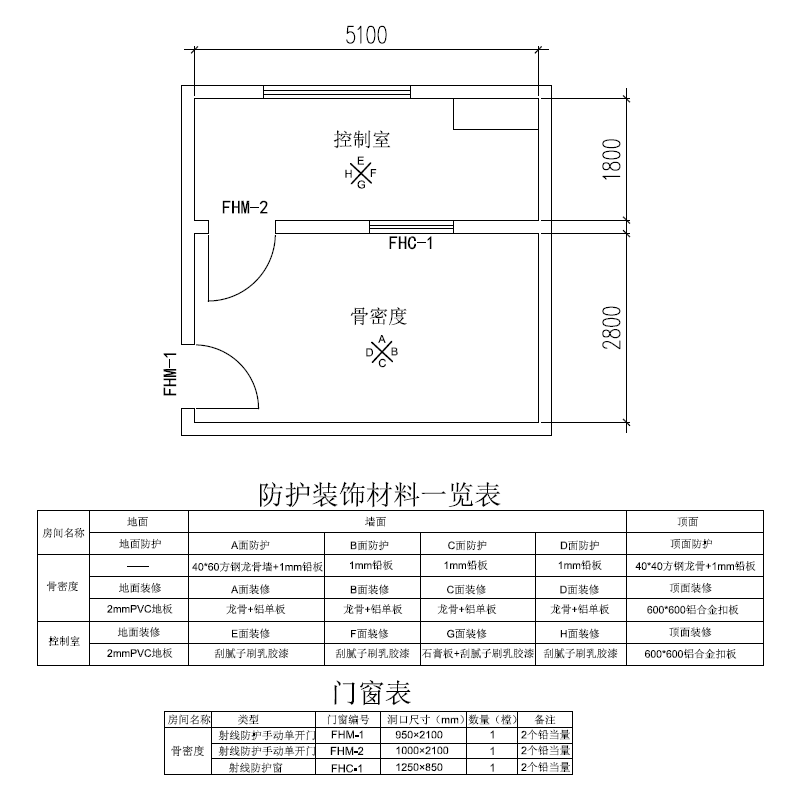 5100
控制室
E
H F
G
1800
FHM-2
FHC-1
骨密度
A
D B
C
2800
FHM-1
防护装饰材料一览表
房间名称 地面 墙面 顶面
地面防护 A面防护 B面防护 C面防护 D面防护 顶面防护
骨密度 —— 40*60方钢龙骨墙+1mm铅板 1mm铅板 1mm铅板 1mm铅板 40*40方钢龙骨+1mm铅板
地面装修 A面装修 B面装修 C面装修 D面装修 顶面装修
2mmPVC地板 龙骨+铝单板 龙骨+铝单板 龙骨+铝单板 龙骨+铝单板 600*600铝合金扣板
控制室 地面装修 E面装修 F面装修 G面装修 H面装修 顶面装修
2mmPVC地板 刮腻子刷乳胶漆 刮腻子刷乳胶漆 石膏板+刮腻子刷乳胶漆 刮腻子刷乳胶漆 600*600铝合金扣板
门窗表
房间名称 类型 门窗编号 洞口尺寸（mm） 数量（樘） 备注
骨密度 射线防护手动单开门 FHM-1 950×2100 1 2个铅当量
射线防护手动单开门 FHM-2 1000×2100 1 2个铅当量
射线防护窗 FHC-1 1250×850 1 2个铅当量